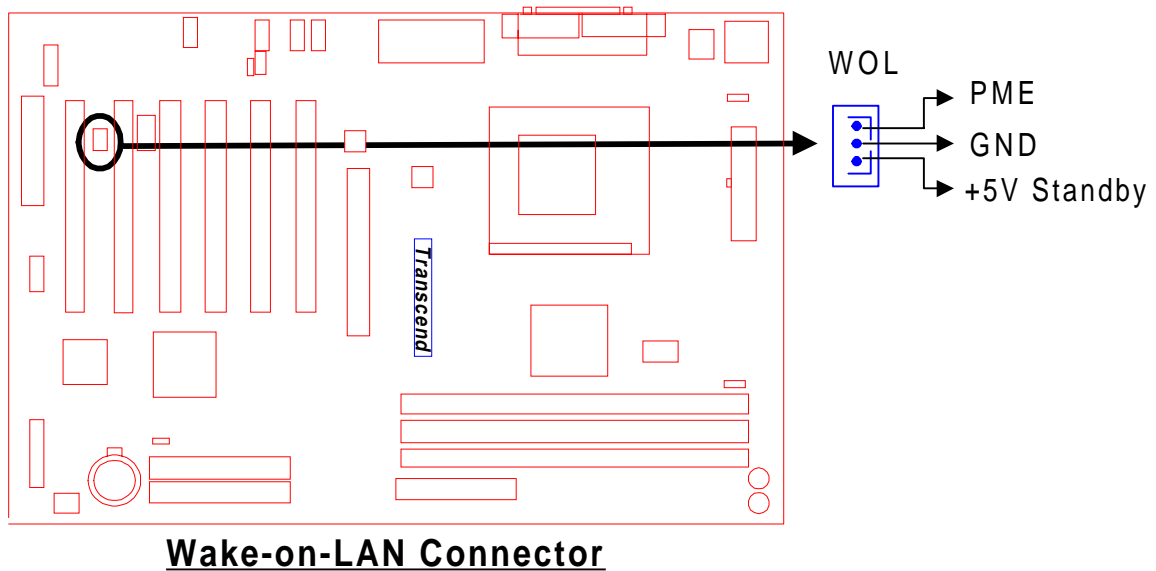 WOL
PME
GND
+5V Standby
Transcend
Wake-on-LAN Connector